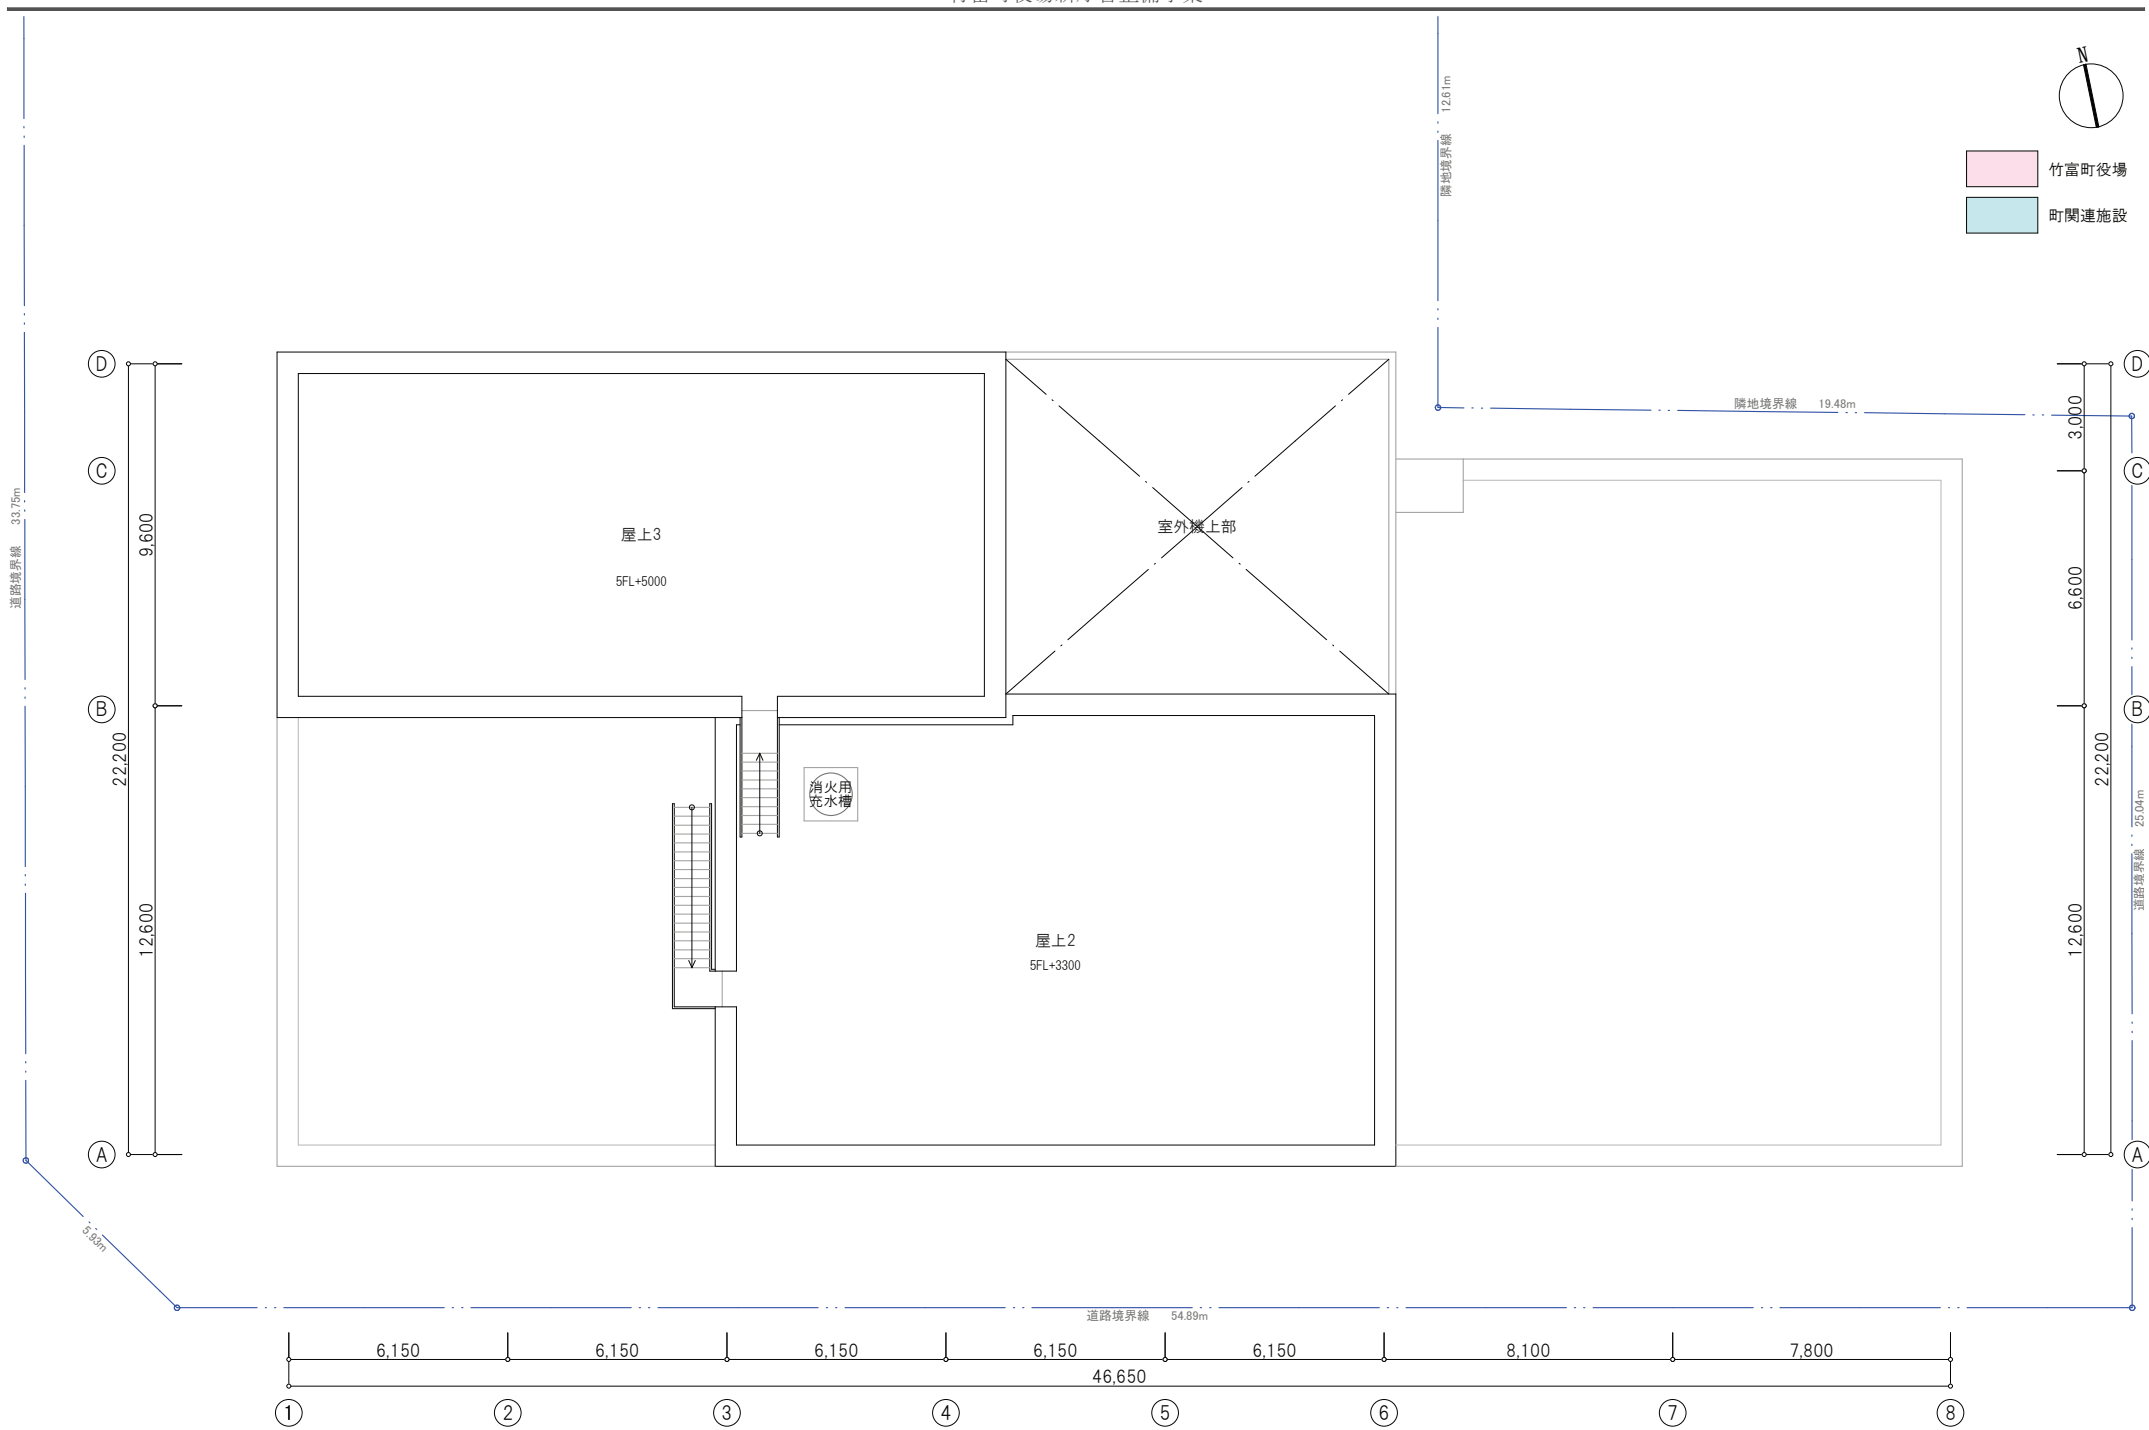 N
竹富町役場
町関連施設
隣地境界線 12.61m
隣地境界線 19.48m
道路境界線 33.75m
道路境界線 25.04m
道路境界線 54.89m
5.93m
D
C
B
A
9,600
12,600
22,200
D
C
B
A
3,000
6,600
12,600
22,200
屋上3
5FL+5000
室外機上部
消火用
充水槽
屋上2
5FL+3300
6,150 6,150 6,150 6,150 6,150 8,100 7,800
46,650
1 2 3 4 5 6 7 8